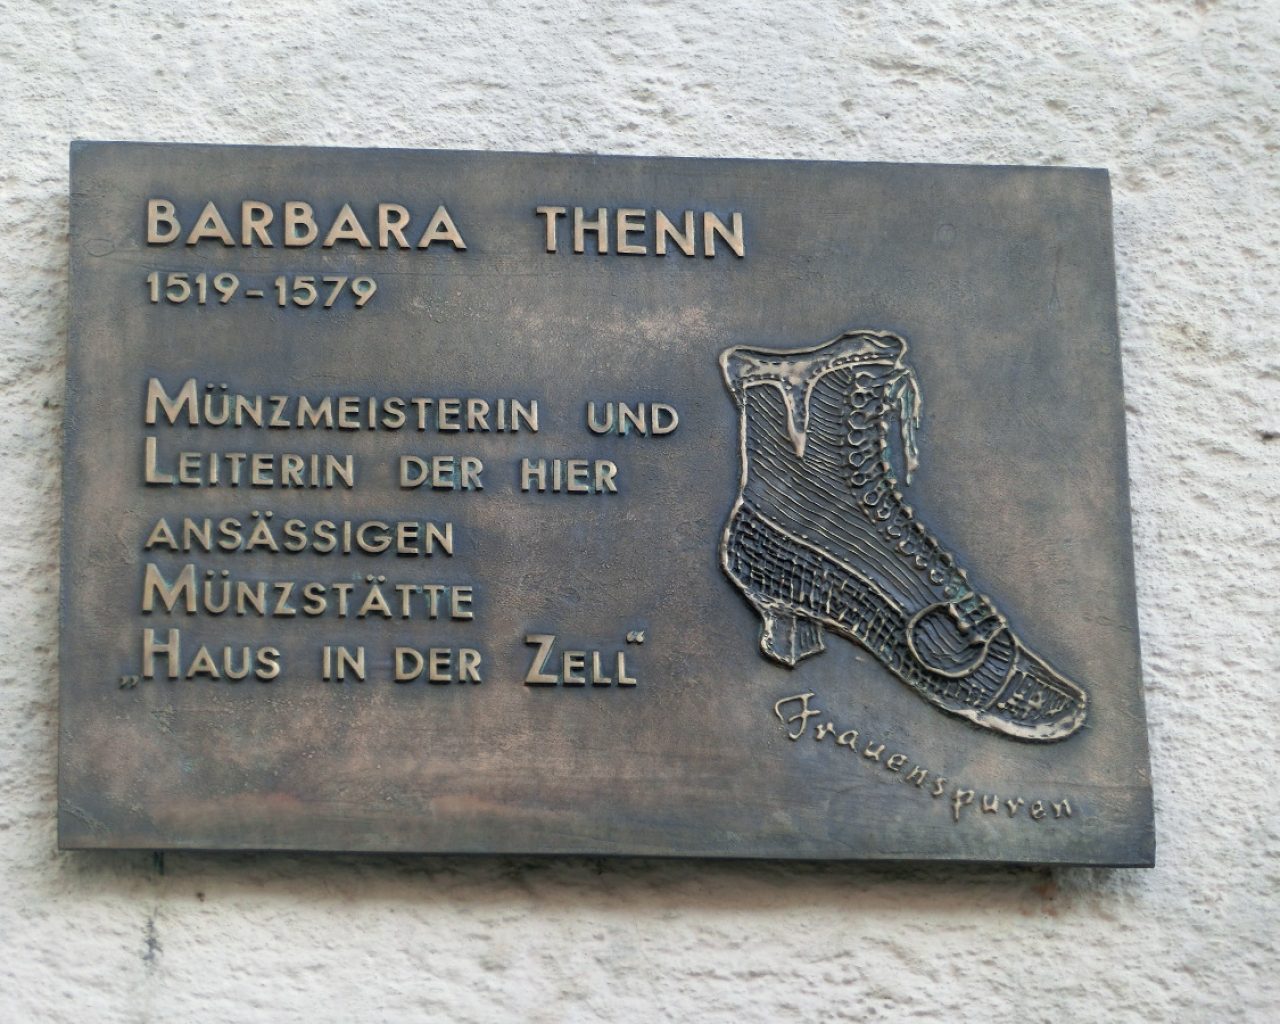 BARBARA THENN
1519-1579
MÜNZMEISTERIN UND
LEITERIN DER HIER
ANSÄSSIGEN
MÜNZSTÄTTE
„HAUS IN DER ZELL“
Frauenspuren